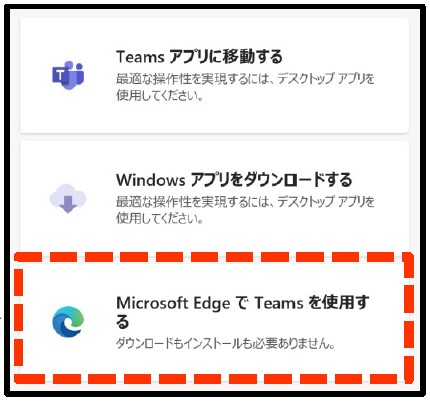 Teams アプリに移動する
最適な操作性を実現するには、デスクトップ アプリを
使用してください。
Windows アプリをダウンロードする
最適な操作性を実現するには、デスクトップ アプリを
使用してください。
Microsoft Edge で Teams を使用す
る
ダウンロードもインストールも必要ありません。